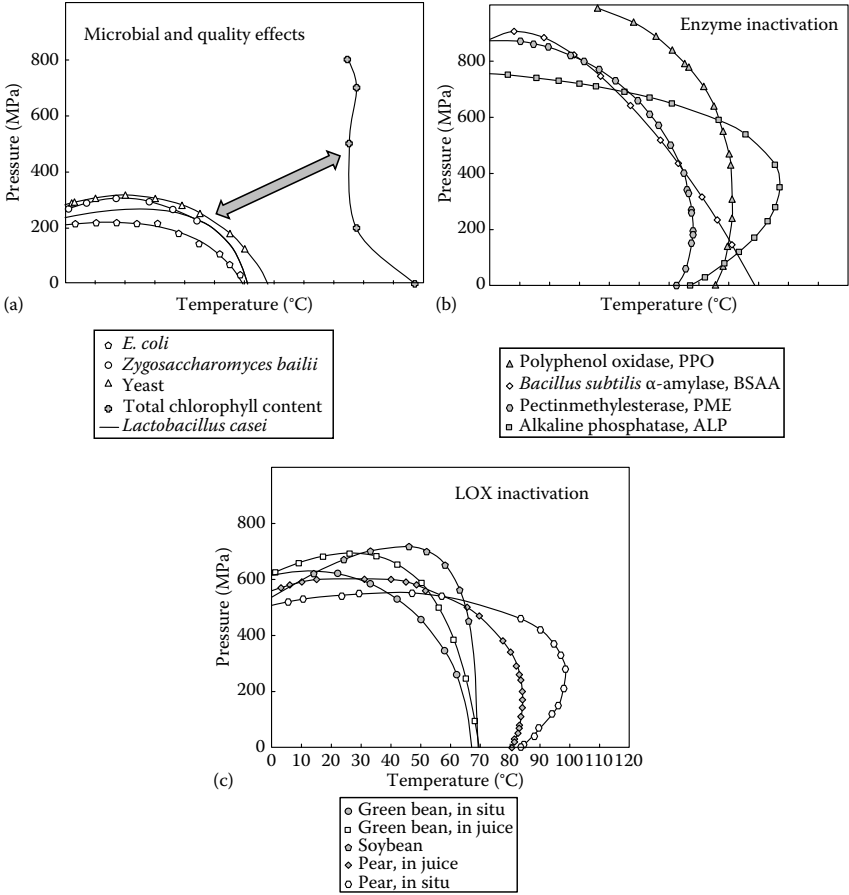 Microbial and quality effects
800
600
400
200
0
Pressure (MPa)
Temperature (°C)
(a)
E. coli
Zygosaccharomyces bailii
Yeast
Total chlorophyll content
Lactobacillus casei
Enzyme inactivation
800
600
400
200
0
Pressure (MPa)
Temperature (°C)
(b)
Polyphenol oxidase, PPO
Bacillus subtilis α-amylase, BSAA
Pectinmethylesterase, PME
Alkaline phosphatase, ALP
LOX inactivation
800
600
400
200
0
Pressure (MPa)
0 10 20 30 40 50 60 70 80 90 100 110 120
Temperature (°C)
(c)
Green bean, in situ
Green bean, in juice
Soybean
Pear, in juice
Pear, in situ